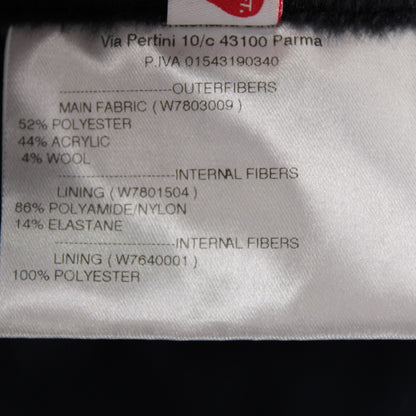 T.
Via Pertini 10/c 43100 Parma
P.IVA 01543190340
--------------------OUTERFIBERS
MAIN FABRIC ( W7803009 )
52% POLYESTER
44% ACRYLIC
4% WOOL
--------------------INTERNAL FIBERS
LINING ( W7801504 )
86% POLYAMIDE/NYLON
14% ELASTANE
--------------------INTERNAL FIBERS
LINING ( W7640001 )
100% POLYESTER